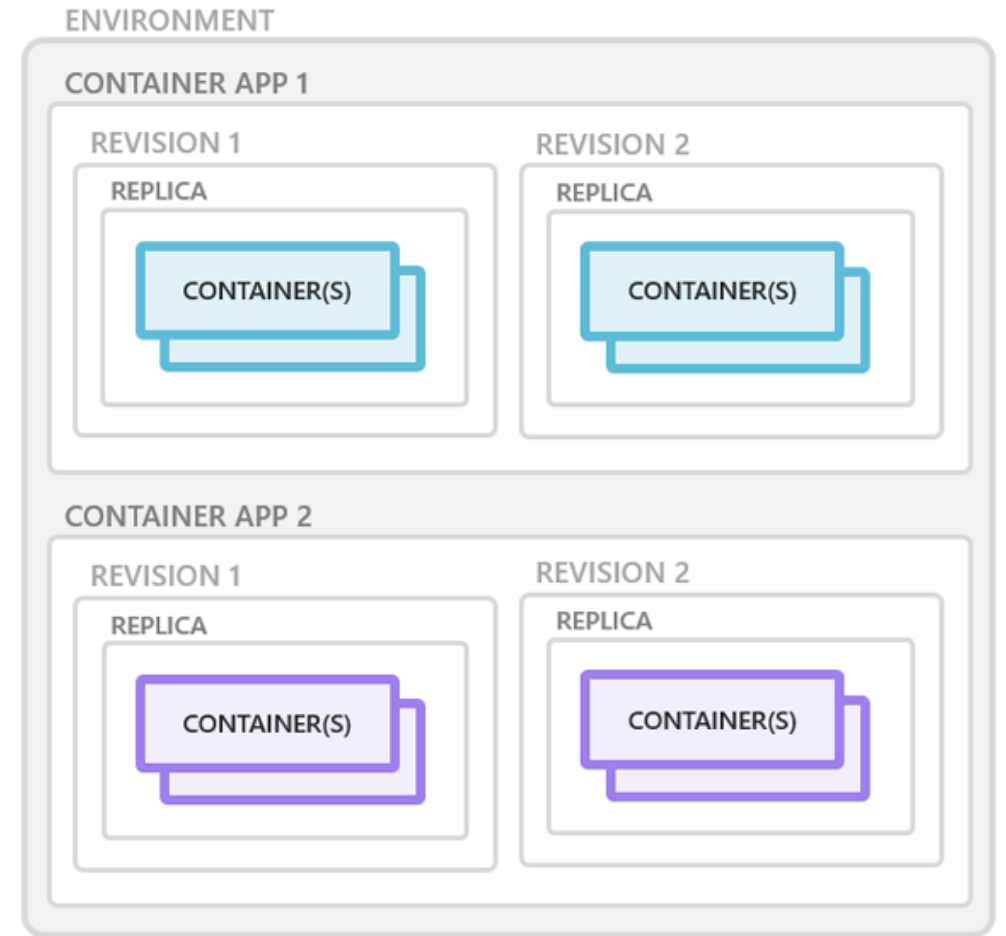 ENVIRONMENT
CONTAINER APP 1
REVISION 1
REVISION 2
REPLICA
REPLICA
CONTAINER(S)
CONTAINER(S)
CONTAINER APP 2
REVISION 1
REVISION 2
REPLICA
REPLICA
CONTAINER(S)
CONTAINER(S)